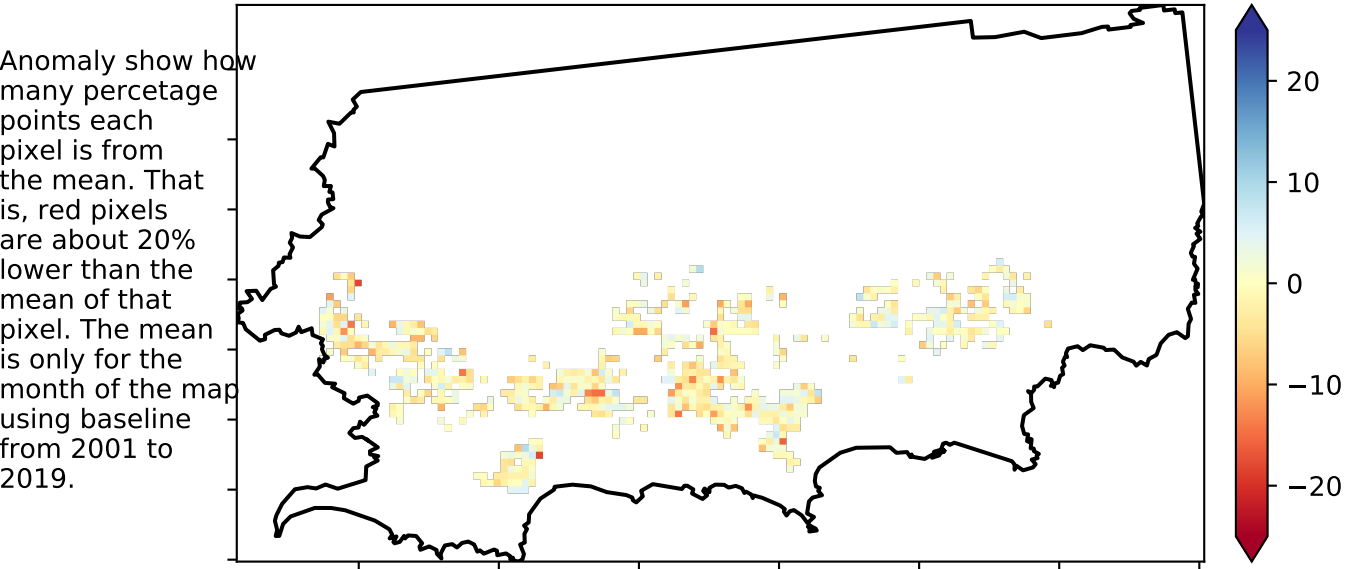 Anomaly show how
many percetage
points each
pixel is from
the mean. That
is, red pixels
are about 20%
lower than the
mean of that
pixel. The mean
is only for the
month of the map
using baseline
from 2001 to
2019.
20
10
0
−10
−20